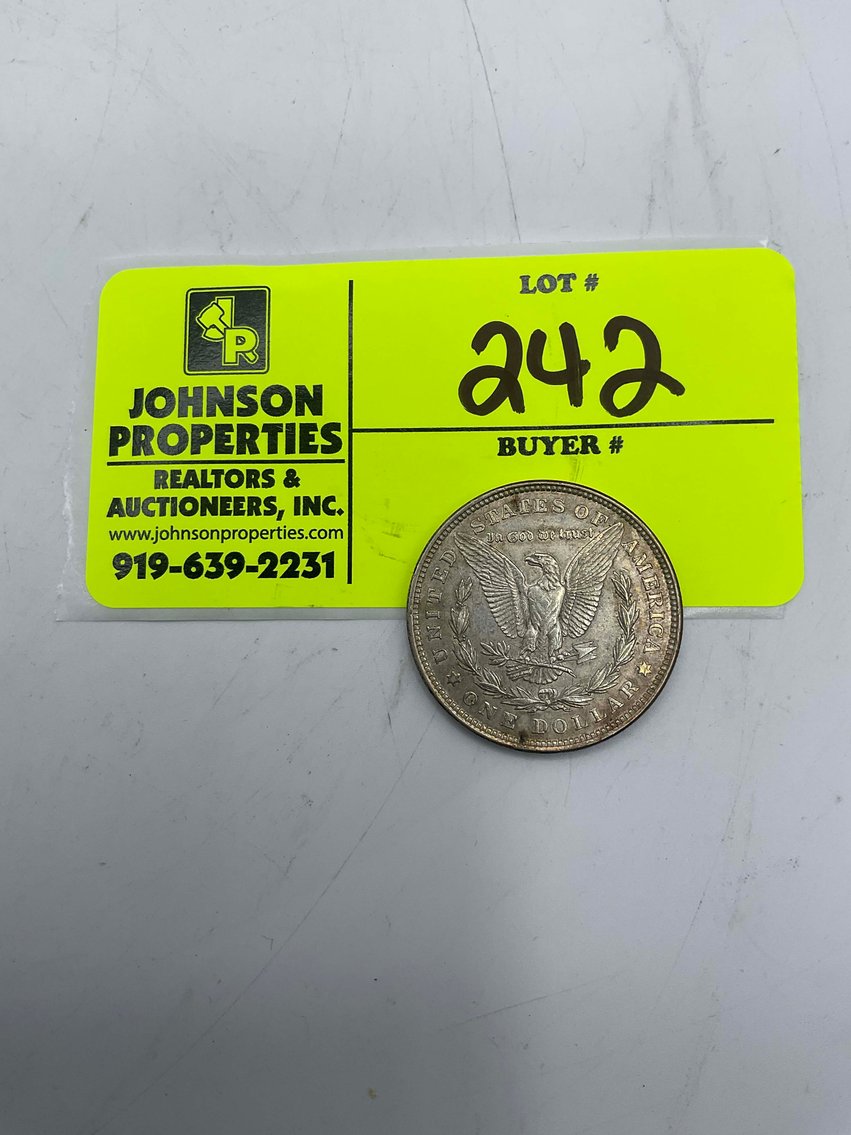 JR
JOHNSON
PROPERTIES
REALTORS &
AUCTIONEERS, INC.
www.johnsonproperties.com
919-639-2231
LOT #
242
BUYER #
UNITED STATES OF AMERICA
In God we trust
ONE DOLLAR